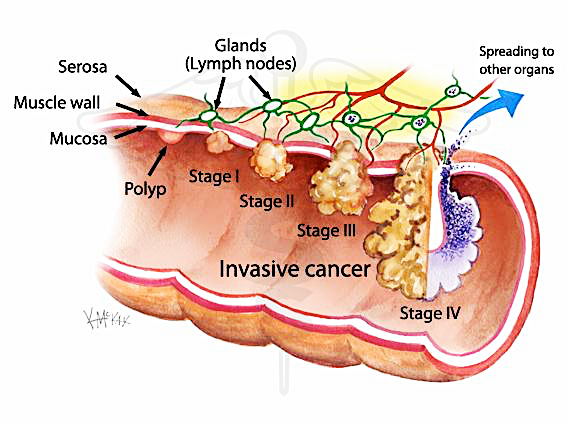 Glands
(Lymph nodes)
Spreading to
other organs
Serosa
Muscle wall
Mucosa
Polyp
Stage I
Stage II
Stage III
Invasive cancer
Stage IV